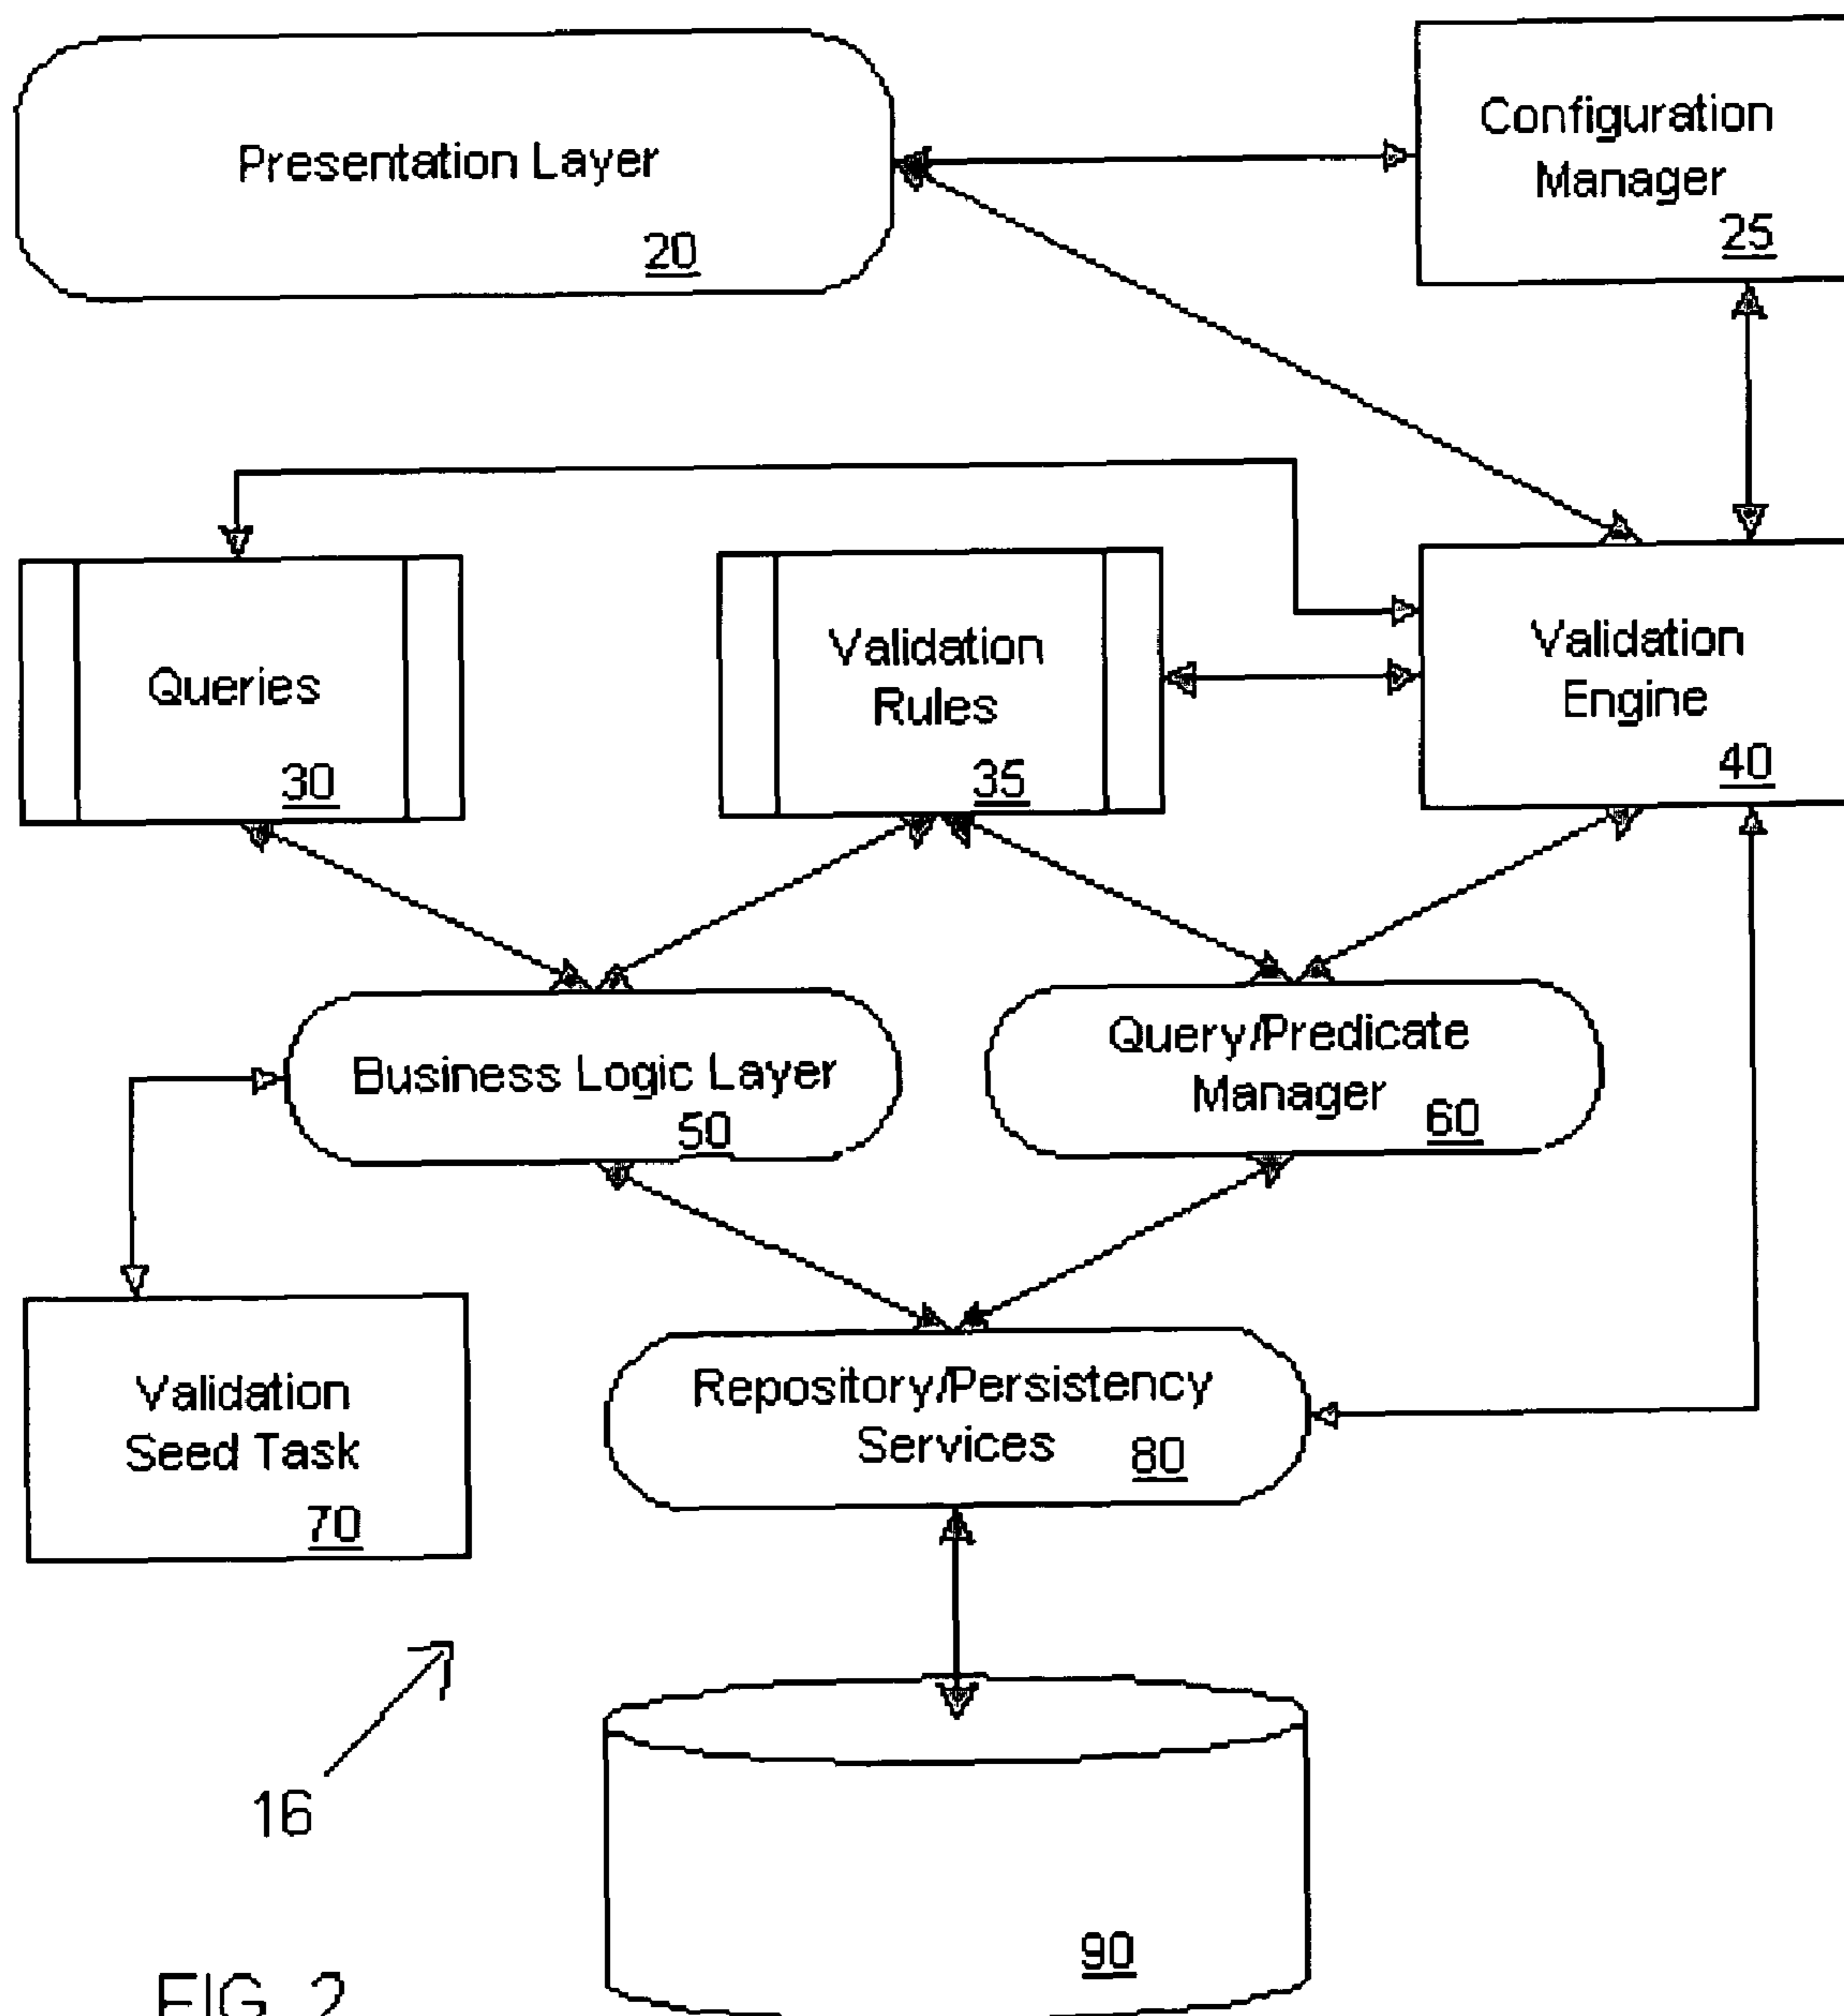 Presentation Layer
20
Configuration
Manager
25
Queries
30
Validation
Rules
35
Validation
Engine
40
Business Logic Layer
50
Query/Predicate
Manager
60
Validation
Seed Task
70
Repository/Persistency
Services
80
16
90
FIG. 2